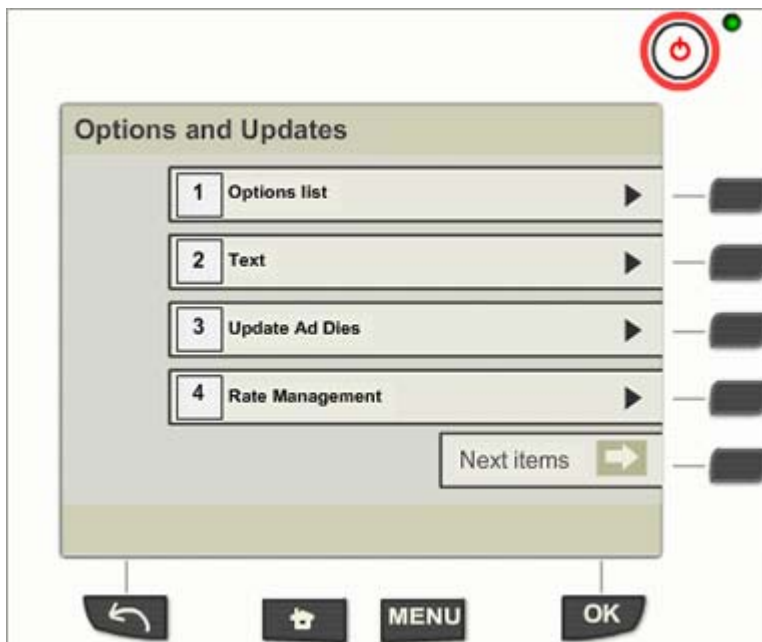 Options and Updates
1 Options list
2 Text
3 Update Ad Dies
4 Rate Management
Next items
MENU
OK